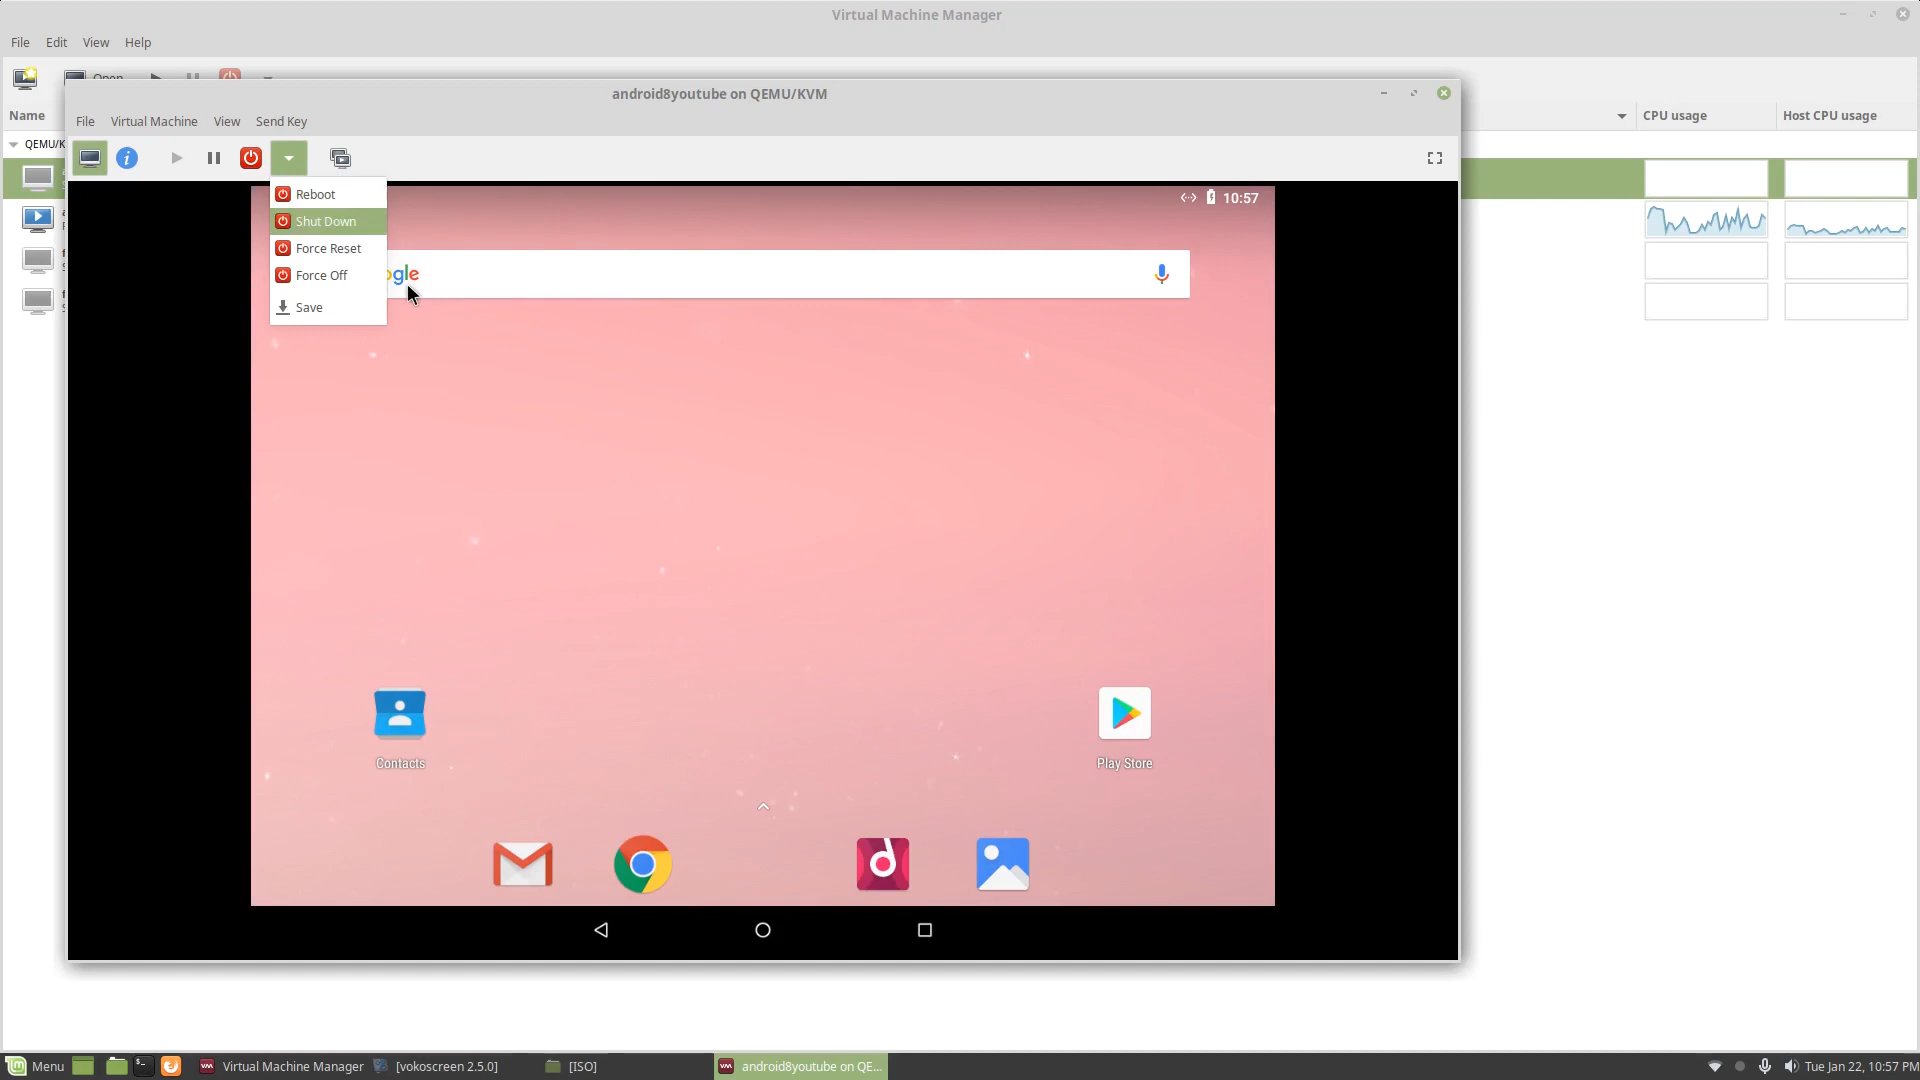 Virtual Machine Manager
File Edit View Help
Open
Name CPU usage Host CPU usage
QEMU/K
android8youtube on QEMU/KVM
File Virtual Machine View Send Key
Reboot
Shut Down
Force Reset
Force Off
Save
10:57
ogle
Contacts
Play Store
Menu
Virtual Machine Manager
[vokoscreen 2.5.0]
[ISO]
android8youtube on QE...
Tue Jan 22, 10:57 PM